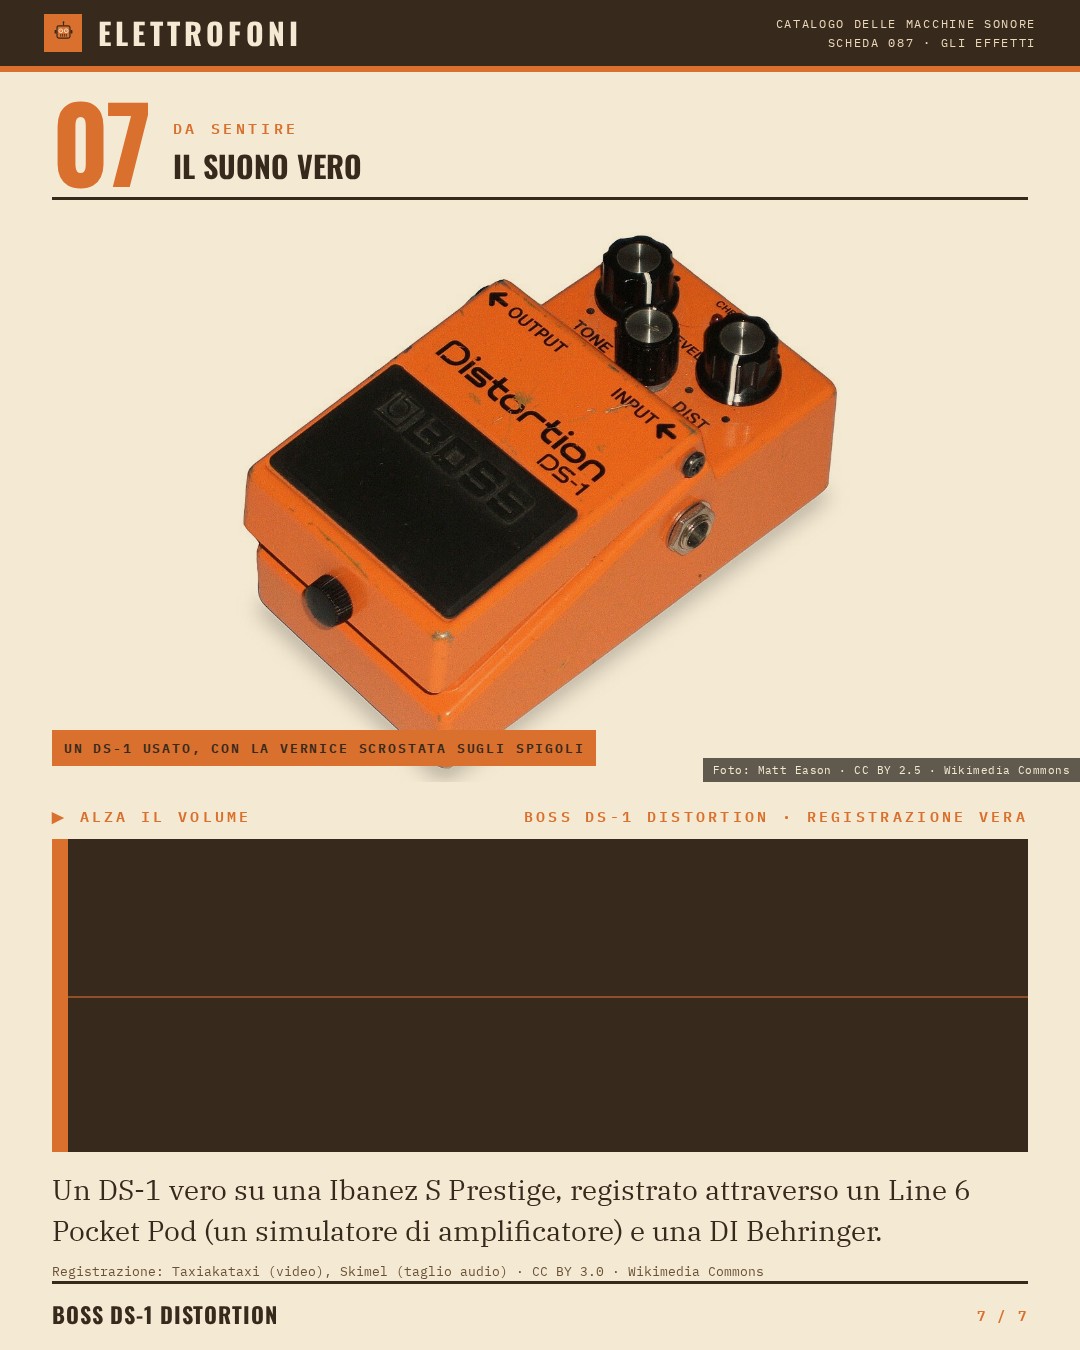 ELETTROFONI
CATALOGO DELLE MACCHINE SONORE
SCHEDA 087 · GLI EFFETTI
07
DA SENTIRE
IL SUONO VERO
OUTPUT
TONE
DIST
INPUT
Distortion
DS-1
BOSS
UN DS-1 USATO, CON LA VERNICE SCROSTATA SUGLI SPIGOLI
Foto: Matt Eason · CC BY 2.5 · Wikimedia Commons
▶ ALZA IL VOLUME
BOSS DS-1 DISTORTION · REGISTRAZIONE VERA
Un DS-1 vero su una Ibanez S Prestige, registrato attraverso un Line 6
Pocket Pod (un simulatore di amplificatore) e una DI Behringer.
Registrazione: Taxiakataxi (video), Skimel (taglio audio) · CC BY 3.0 · Wikimedia Commons
BOSS DS-1 DISTORTION
7 / 7